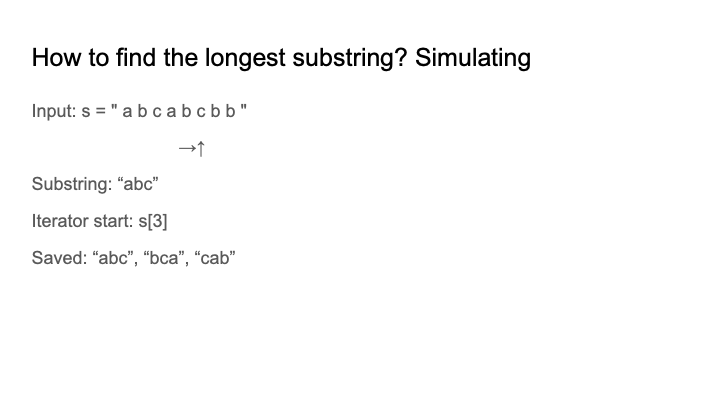 How to find the longest substring? Simulating
Input: s = " a b c a b c b b "
→↑
Substring: “abc”
Iterator start: s[3]
Saved: “abc”, “bca”, “cab”